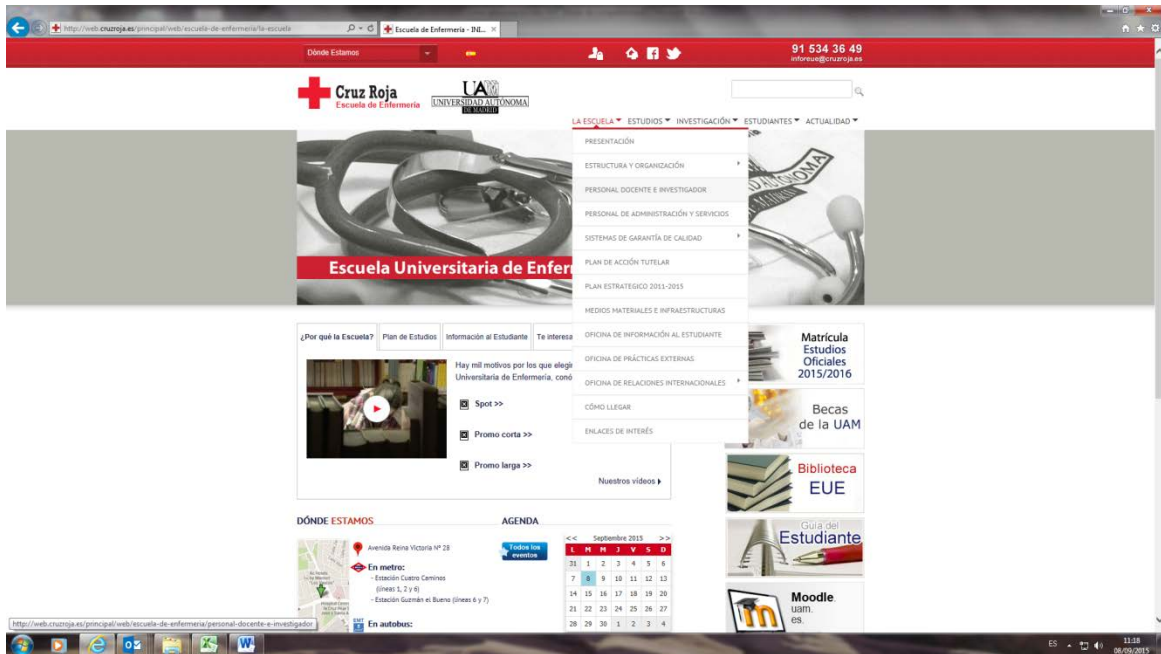 http://web.cruzroja.es/principal/web/escuela-de-enfermeria/la-escuela
Escuela de Enfermeria - INI...
Dónde Estamos
91 534 36 49
inforeue@cruzroja.es
Cruz Roja
Escuela de Enfermería
UAM
UNIVERSIDAD AUTONOMA
DE MADRID
LA ESCUELA ESTUDIOS INVESTIGACIÓN ESTUDIANTES ACTUALIDAD
PRESENTACIÓN
ESTRUCTURA Y ORGANIZACIÓN
PERSONAL DOCENTE E INVESTIGADOR
PERSONAL DE ADMINISTRACIÓN Y SERVICIOS
SISTEMAS DE GARANTÍA DE CALIDAD
PLAN DE ACCIÓN TUTELAR
PLAN ESTRATEGICO 2011-2015
MEDIOS MATERIALES E INFRAESTRUCTURAS
OFICINA DE INFORMACIÓN AL ESTUDIANTE
OFICINA DE PRÁCTICAS EXTERNAS
OFICINA DE RELACIONES INTERNACIONALES
CÓMO LLEGAR
ENLACES DE INTERÉS
Escuela Universitaria de Enfer
¿Por qué la Escuela? Plan de Estudios Información al Estudiante Te interesa
Hay mil motivos por los que elegi
Universitaria de Enfermería, conó
Spot >>
Promo corta >>
Promo larga >>
Nuestros vídeos
Matrícula
Estudios
Oficiales
2015/2016
Becas
de la UAM
Biblioteca
EUE
Guía del
Estudiante
Moodle.
uam.
es.
DÓNDE ESTAMOS
Avenida Reina Victoria Nº 28
En metro:
- Estación Cuatro Caminos
(líneas 1, 2 y 6)
- Estación Guzmán el Bueno (líneas 6 y 7)
En autobus:
AGENDA
Todos los
eventos
<< Septiembre 2015 >>
L M M J V S D
31 1 2 3 4 5 6
7 8 9 10 11 12 13
14 15 16 17 18 19 20
21 22 23 24 25 26 27
28 29 30 1 2 3 4
http://web.cruzroja.es/principal/web/escuela-de-enfermeria/personal-docente-e-investigador
ES
11:18
08/09/2015